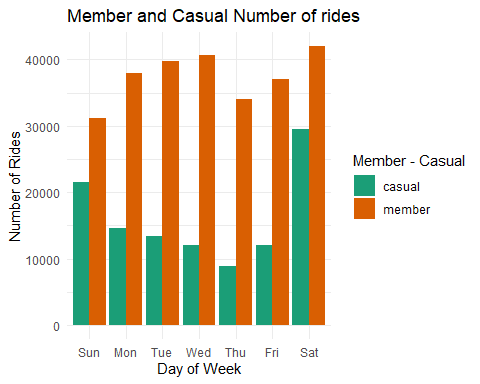 Member and Casual Number of rides
Number of Rides
40000
30000
20000
10000
0
Sun Mon Tue Wed Thu Fri Sat
Day of Week
Member - Casual
casual
member